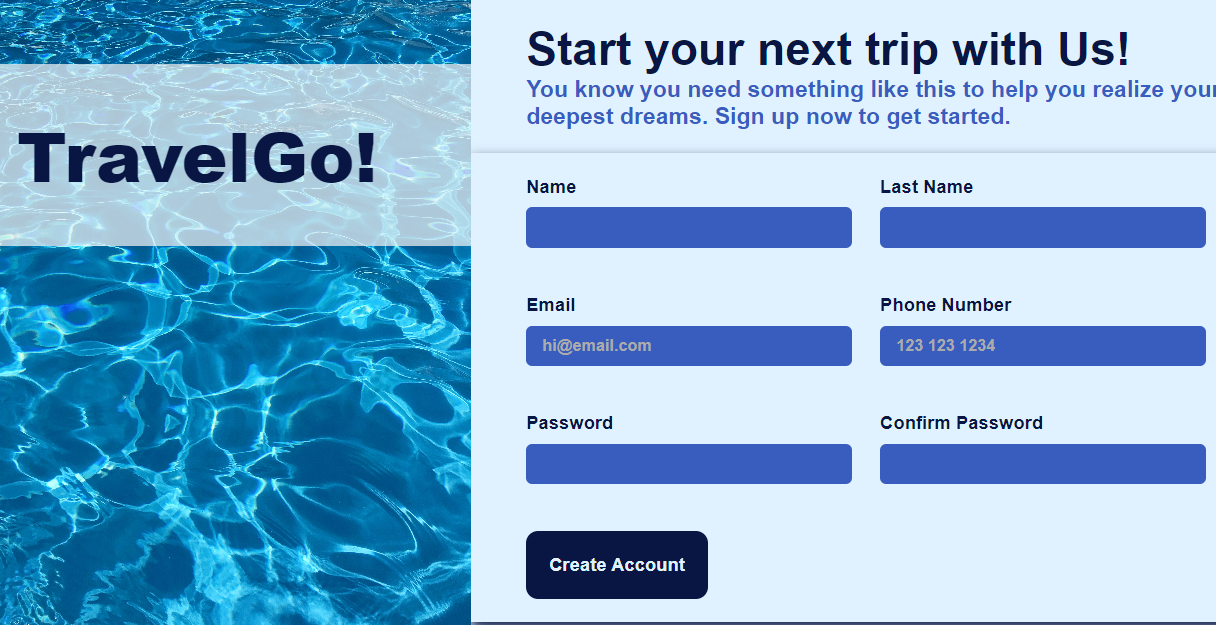 TravelGo!
Start your next trip with Us!
You know you need something like this to help you realize your
deepest dreams. Sign up now to get started.
Name
Last Name
Email
Phone Number
hi@email.com
123 123 1234
Password
Confirm Password
Create Account